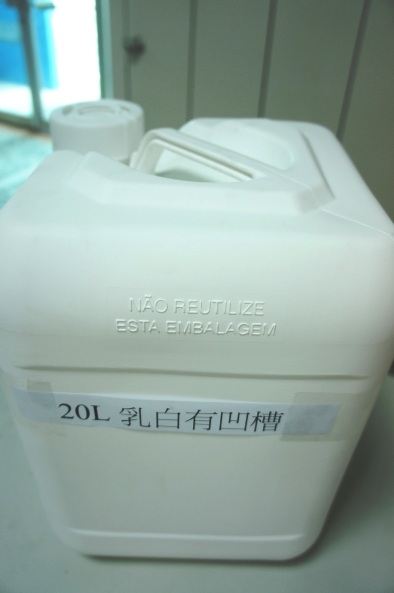 NÃO REUTILIZE
ESTA EMBALAGEM
20L 乳白有凹槽